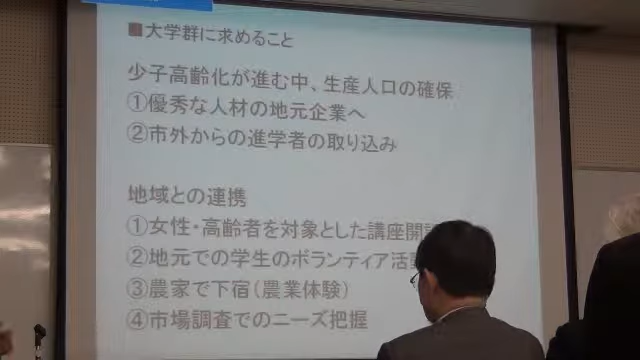 ■大学群に求めること
少子高齢化が進む中、生産人口の確保
①優秀な人材の地元企業へ
②市外からの進学者の取り込み
地域との連携
①女性・高齢者を対象とした講座開
②地元での学生のボランティア活
③農家で下宿(農業体験)
④市場調査でのニーズ把握